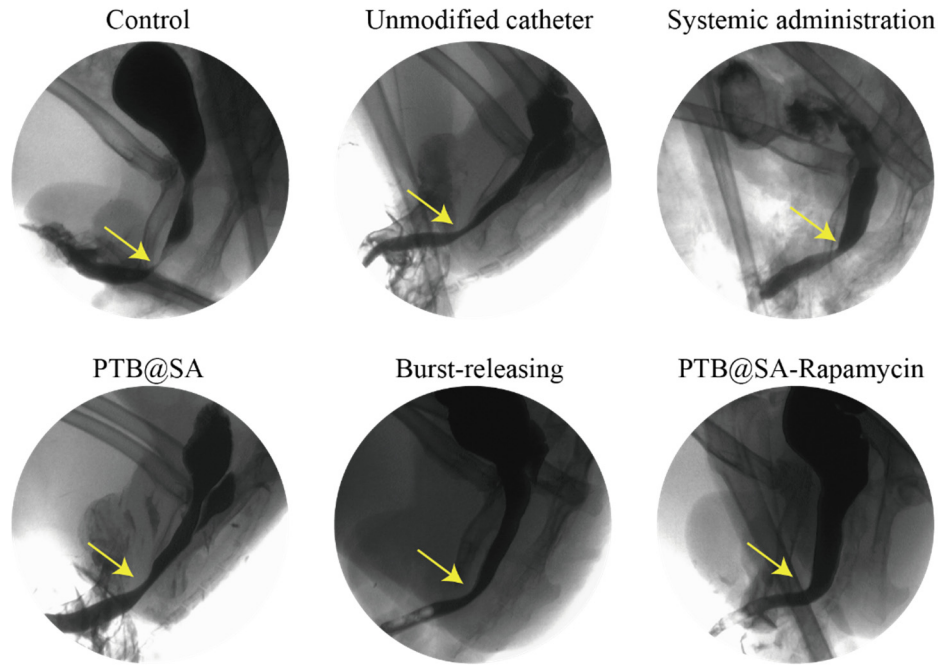 Control
Unmodified catheter
Systemic administration
PTB@SA
Burst-releasing
PTB@SA-Rapamycin